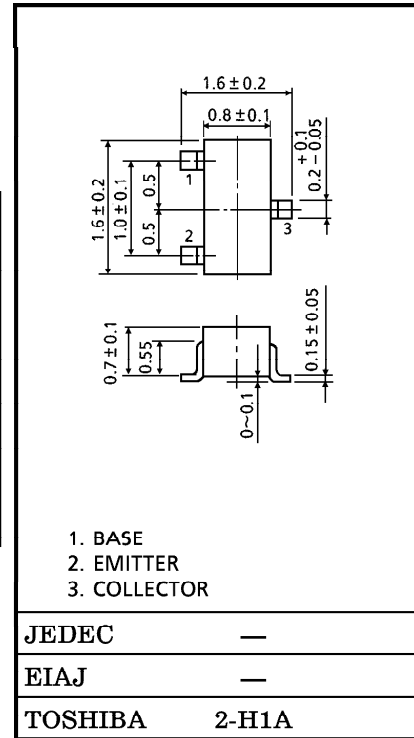 1.6±0.2
0.8±0.1
+0.1
0.2−0.05
1.6±0.2
1.0±0.1
0.5
0.5
1
2
3
0.7±0.1
0.55
0.15±0.05
0~0.1
1. BASE
2. EMITTER
3. COLLECTOR
JEDEC —
EIAJ —
TOSHIBA 2-H1A